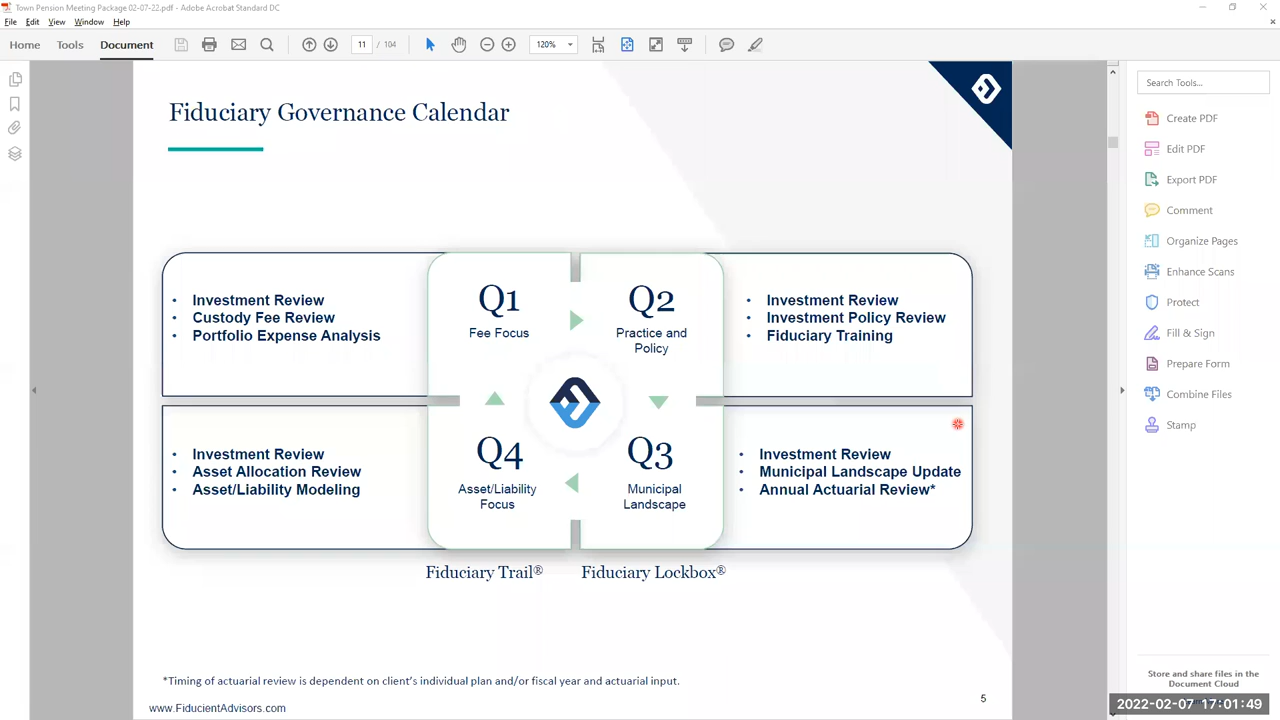 Town Pension Meeting Package 02-07-22.pdf - Adobe Acrobat Standard DC
File Edit View Window Help
Home Tools Document
11 / 104
120%
Search Tools...
Create PDF
Edit PDF
Export PDF
Comment
Organize Pages
Enhance Scans
Protect
Fill & Sign
Prepare Form
Combine Files
Stamp
Store and share files in the
Document Cloud
Fiduciary Governance Calendar
• Investment Review
• Custody Fee Review
• Portfolio Expense Analysis
Q1
Fee Focus
Q2
Practice and
Policy
• Investment Review
• Investment Policy Review
• Fiduciary Training
• Investment Review
• Asset Allocation Review
• Asset/Liability Modeling
Q4
Asset/Liability
Focus
Q3
Municipal
Landscape
• Investment Review
• Municipal Landscape Update
• Annual Actuarial Review*
Fiduciary Trail® Fiduciary Lockbox®
*Timing of actuarial review is dependent on client's individual plan and/or fiscal year and actuarial input.
www.FiducientAdvisors.com
5
2022-02-07 17:01:49